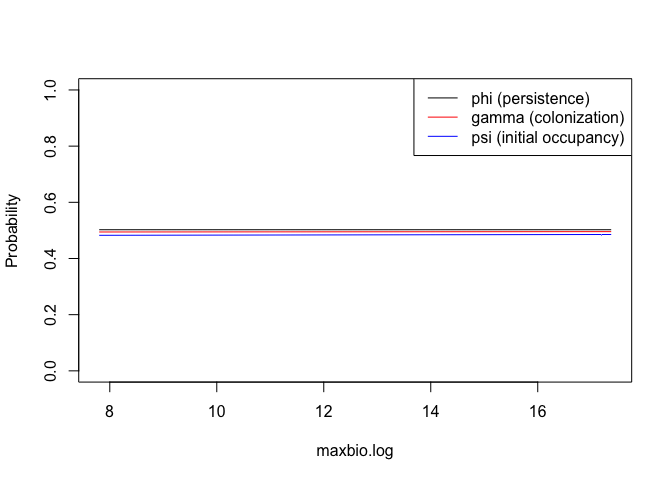 phi (persistence)
gamma (colonization)
psi (initial occupancy)
Probability
1.0
0.8
0.6
0.4
0.2
0.0
8 10 12 14 16
maxbio.log